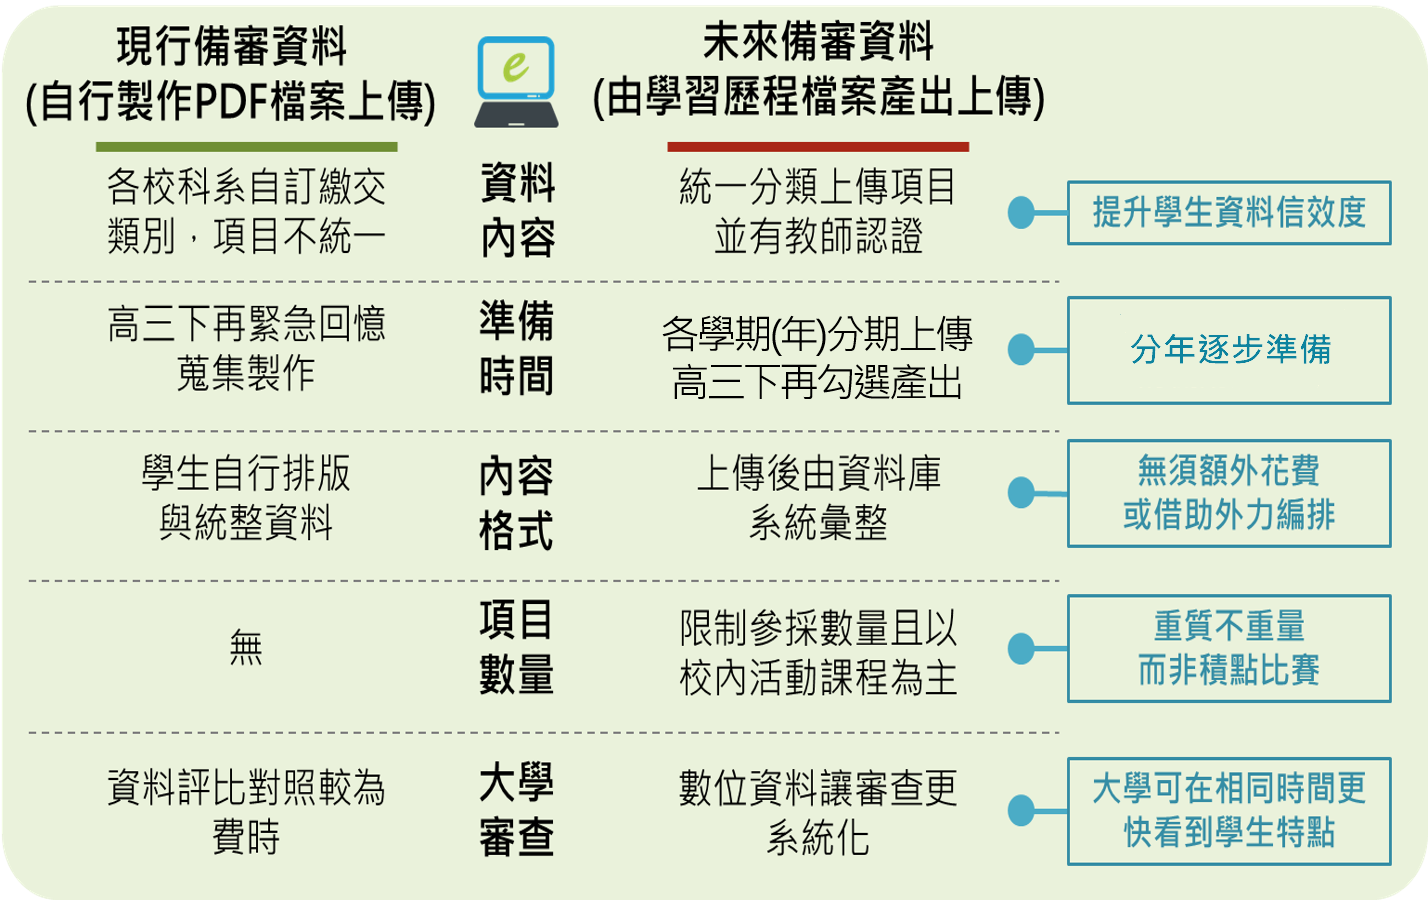 現行備審資料
(自行製作PDF檔案上傳)
e
未來備審資料
(由學習歷程檔案產出上傳)
各校科系自訂繳交
類別，項目不統一
資料
內容
統一分類上傳項目
並有教師認證
提升學生資料信效度
高三下再緊急回憶
蒐集製作
準備
時間
各學期(年)分期上傳
高三下再勾選產出
分年逐步準備
學生自行排版
與統整資料
內容
格式
上傳後由資料庫
系統彙整
無須額外花費
或借助外力編排
無
項目
數量
限制參採數量且以
校內活動課程為主
重質不重量
而非積點比賽
資料評比對照較為
費時
大學
審查
數位資料讓審查更
系統化
大學可在相同時間更
快看到學生特點